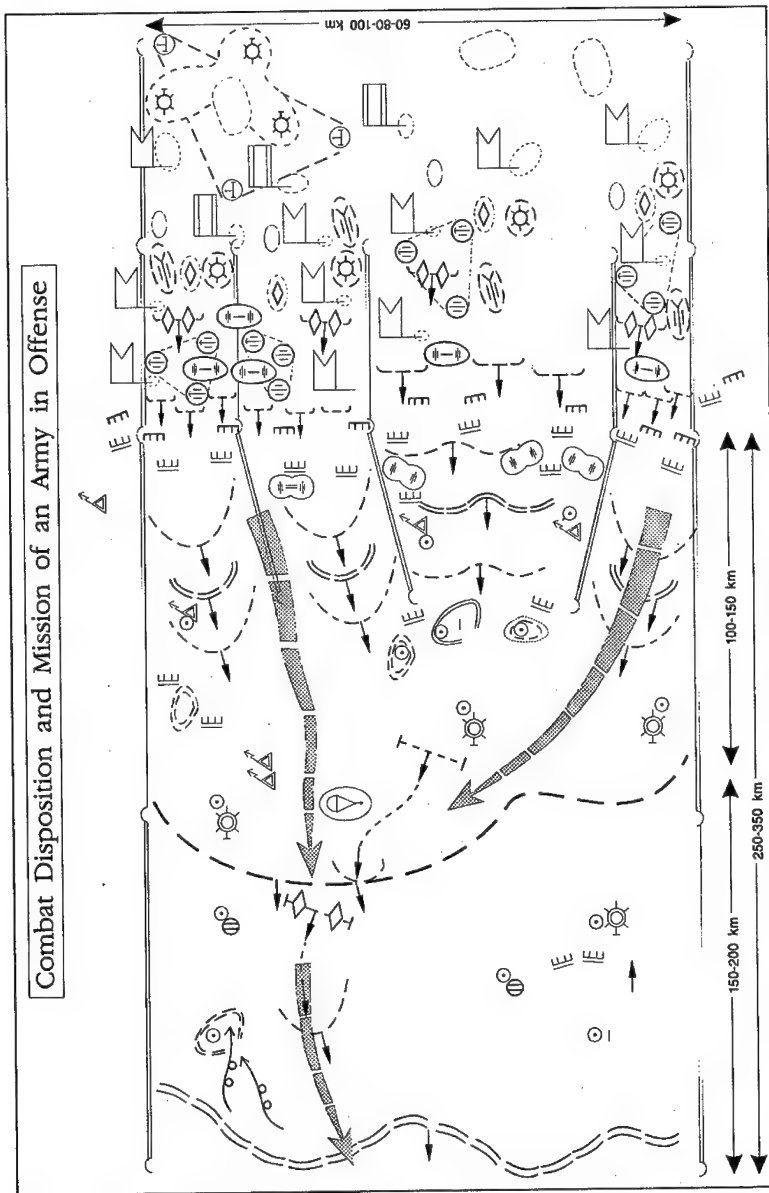 Combat Disposition and Mission of an Army in Offense
60-80-100 km
100-150 km
150-200 km
250-350 km